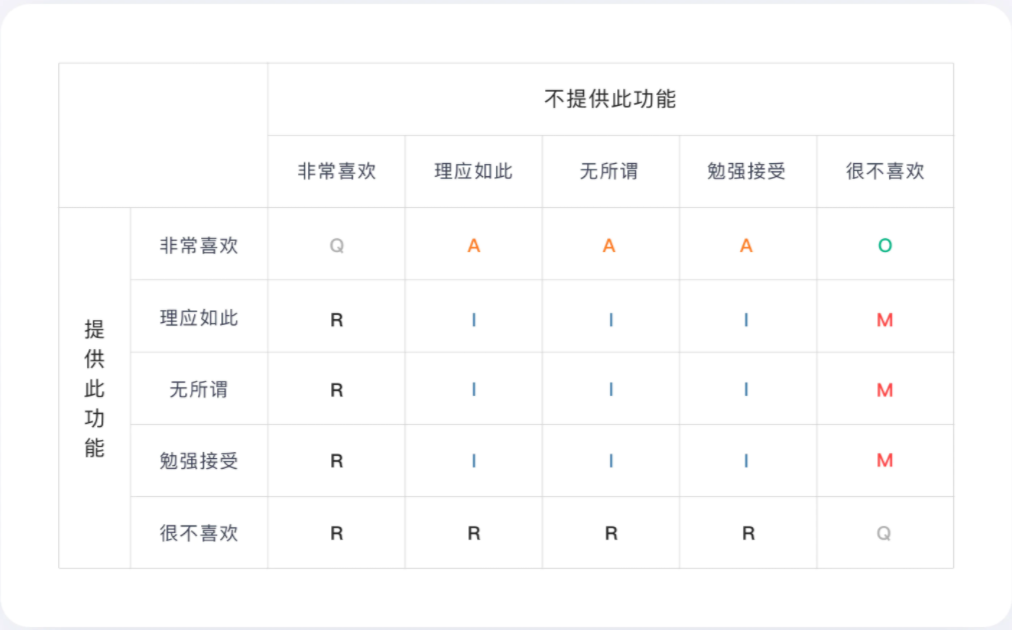 不提供此功能
非常喜欢 理应如此 无所谓 勉强接受 很不喜欢
提供此功能
非常喜欢 Q A A A O
理应如此 R I I I M
无所谓 R I I I M
勉强接受 R I I I M
很不喜欢 R R R R Q